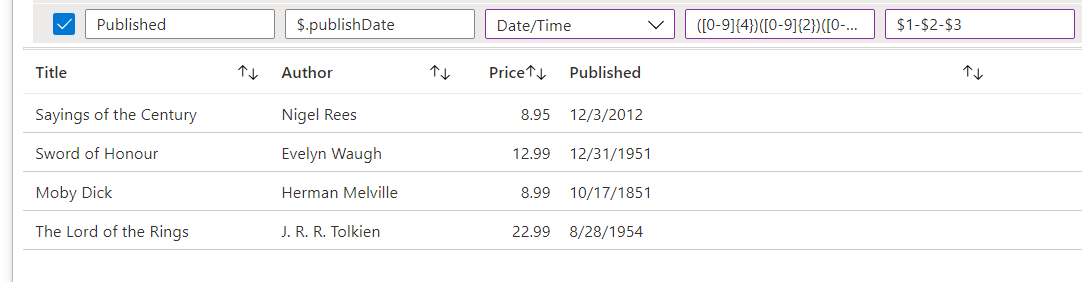 Published $.publishDate Date/Time ([0-9]{4})([0-9]{2})([0-... $1-$2-$3
Title Author Price Published
Sayings of the Century Nigel Rees 8.95 12/3/2012
Sword of Honour Evelyn Waugh 12.99 12/31/1951
Moby Dick Herman Melville 8.99 10/17/1851
The Lord of the Rings J. R. R. Tolkien 22.99 8/28/1954